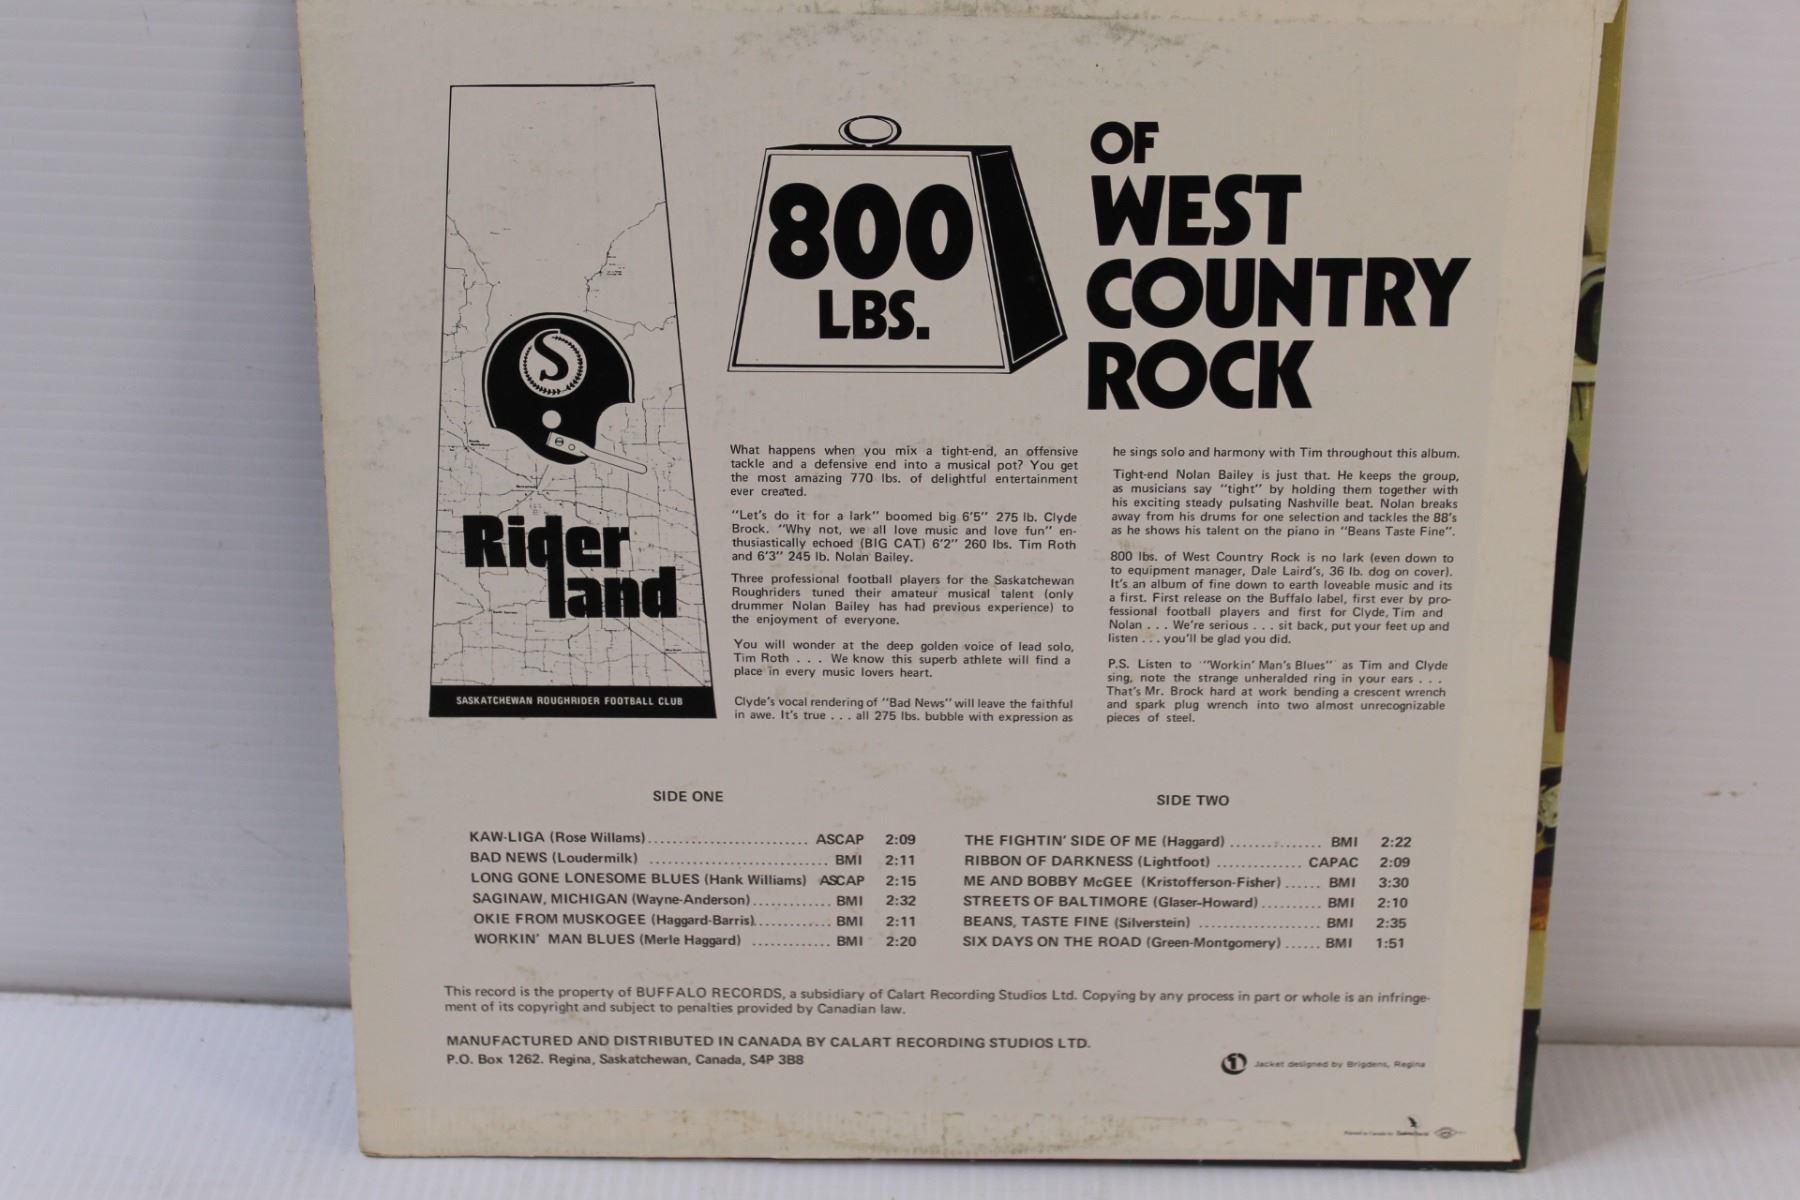 800
LBS.
OF
WEST
COUNTRY
ROCK
S
Rider
land
SASKATCHEWAN ROUGHRIDER FOOTBALL CLUB
What happens when you mix a tight-end, an offensive
tackle and a defensive end into a musical pot? You get
the most amazing 770 lbs. of delightful entertainment
ever created.
"Let's do it for a lark" boomed big 6'5" 275 lb. Clyde
Brock. "Why not, we all love music and love fun" en-
thusiastically echoed (BIG CAT) 6'2" 260 lbs. Tim Roth
and 6'3" 245 lb. Nolan Bailey.
Three professional football players for the Saskatchewan
Roughriders tuned their amateur musical talent (only
drummer Nolan Bailey has had previous experience) to
the enjoyment of everyone.
You will wonder at the deep golden voice of lead solo,
Tim Roth . . . We know this superb athlete will find a
place in every music lovers heart.
Clyde's vocal rendering of "Bad News" will leave the faithful
in awe. It's true . . . all 275 lbs. bubble with expression as
he sings solo and harmony with Tim throughout this album.
Tight-end Nolan Bailey is just that. He keeps the group,
as musicians say "tight" by holding them together with
his exciting steady pulsating Nashville beat. Nolan breaks
away from his drums for one selection and tackles the 88's
as he shows his talent on the piano in "Beans Taste Fine".
800 lbs. of West Country Rock is no lark (even down to
to equipment manager, Dale Laird's, 36 lb. dog on cover).
It's an album of fine down to earth loveable music and its
a first. First release on the Buffalo label, first ever by pro-
fessional football players and first for Clyde, Tim and
Nolan . . . We're serious . . . sit back, put your feet up and
listen . . . you'll be glad you did.
P.S. Listen to "Workin' Man's Blues" as Tim and Clyde
sing, note the strange unheralded ring in your ears . . .
That's Mr. Brock hard at work bending a crescent wrench
and spark plug wrench into two almost unrecognizable
pieces of steel.
SIDE ONE
KAW-LIGA (Rose Willams) ......................... ASCAP 2:09
BAD NEWS (Loudermilk) ............................ BMI 2:11
LONG GONE LONESOME BLUES (Hank Williams) ASCAP 2:15
SAGINAW, MICHIGAN (Wayne-Anderson) ............ BMI 2:32
OKIE FROM MUSKOGEE (Haggard-Barris) ............ BMI 2:11
WORKIN' MAN BLUES (Merle Haggard) ............ BMI 2:20
SIDE TWO
THE FIGHTIN' SIDE OF ME (Haggard) .............. BMI 2:22
RIBBON OF DARKNESS (Lightfoot) ............. CAPAC 2:09
ME AND BOBBY McGEE (Kristofferson-Fisher) ...... BMI 3:30
STREETS OF BALTIMORE (Glaser-Howard) .......... BMI 2:10
BEANS, TASTE FINE (Silverstein) ................... BMI 2:35
SIX DAYS ON THE ROAD (Green-Montgomery) ...... BMI 1:51
This record is the property of BUFFALO RECORDS, a subsidiary of Calart Recording Studios Ltd. Copying by any process in part or whole is an infringe-
ment of its copyright and subject to penalties provided by Canadian law.
MANUFACTURED AND DISTRIBUTED IN CANADA BY CALART RECORDING STUDIOS LTD.
P.O. Box 1262. Regina, Saskatchewan, Canada, S4P 3B8
Jacket designed by Brigdens, Regina